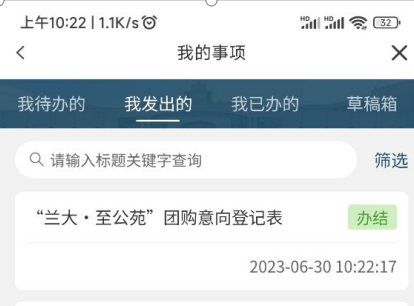 上午10:22 | 1.1K/s
HD HD 32
我的事项
我待办的 我发出的 我已办的 草稿箱
请输入标题关键字查询 筛选
“兰大·至公苑”团购意向登记表 办结
2023-06-30 10:22:17